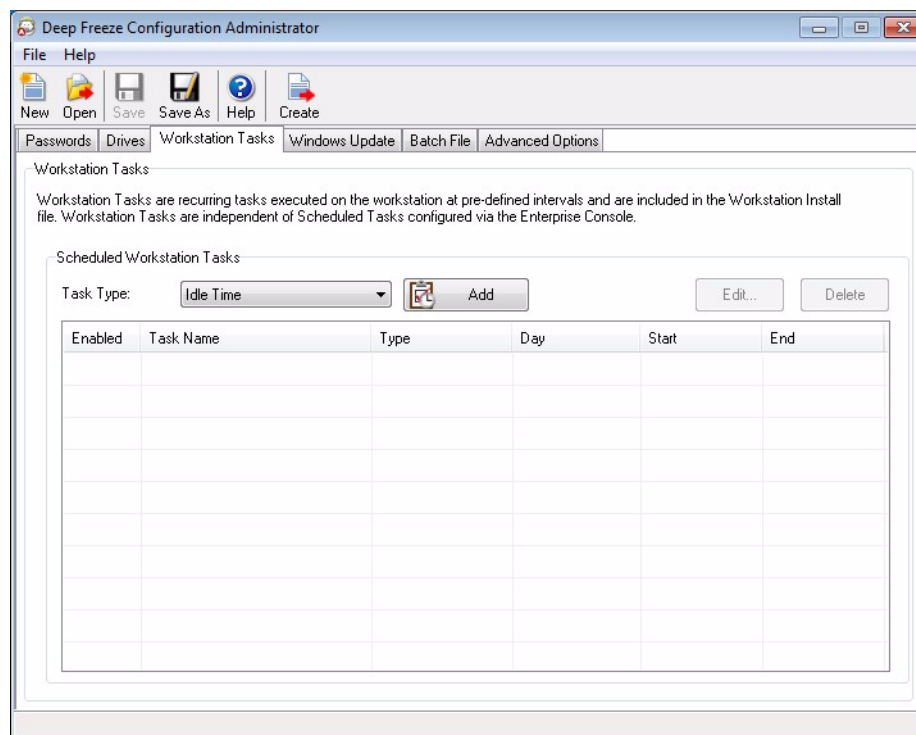 Deep Freeze Configuration Administrator
File Help
New Open Save Save As Help Create
Passwords Drives Workstation Tasks Windows Update Batch File Advanced Options
Workstation Tasks
Workstation Tasks are recurring tasks executed on the workstation at pre-defined intervals and are included in the Workstation Install
file. Workstation Tasks are independent of Scheduled Tasks configured via the Enterprise Console.
Scheduled Workstation Tasks
Task Type: Idle Time Add Edit... Delete
Enabled Task Name Type Day Start End